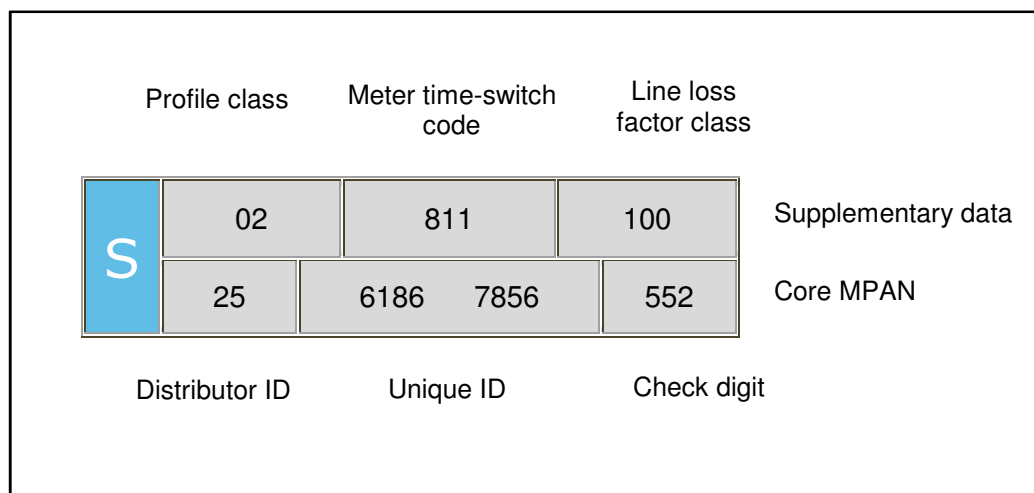 Profile class
Meter time-switch
code
Line loss
factor class
S
02
811
100
Supplementary data
25
6186 7856
552
Core MPAN
Distributor ID
Unique ID
Check digit